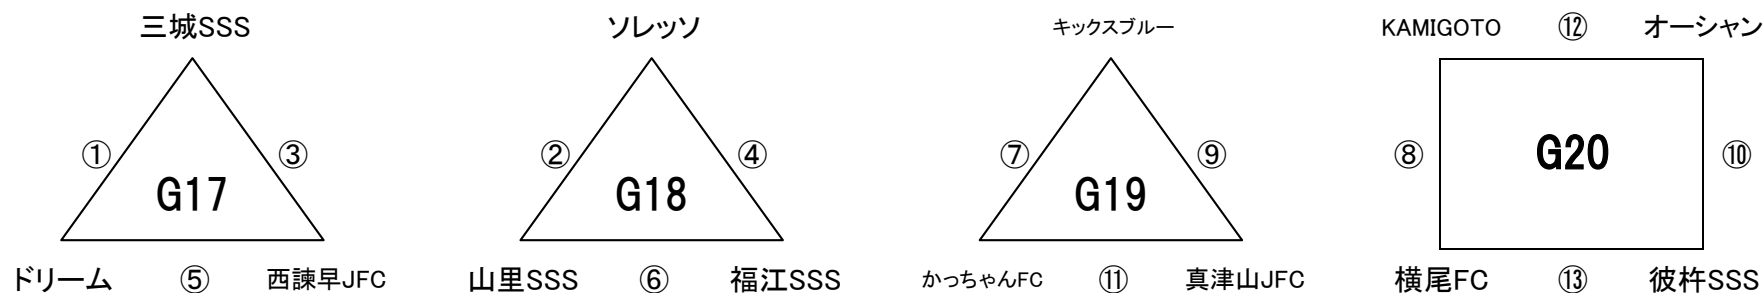 三城SSS
ソレッソ
キックスブルー
KAMIGOTO ⑫ オーシャン
① ③
② ④
⑦ ⑨
⑧ G20 ⑩
G17
G18
G19
ドリーム ⑤ 西諫早JFC
山里SSS ⑥ 福江SSS
かっちゃんFC ⑪ 真津山JFC
横尾FC ⑬ 彼杵SSS